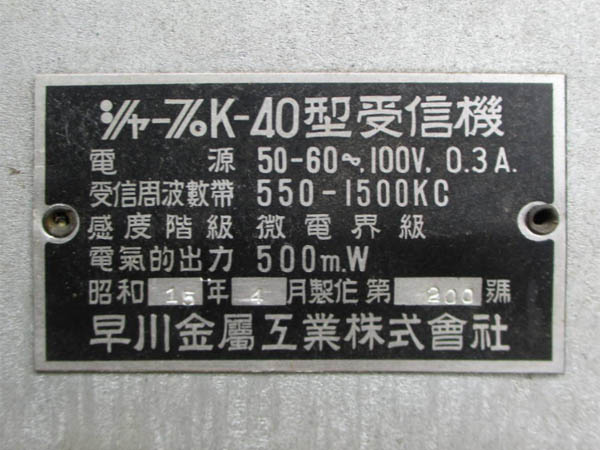 シャープK-40型受信機
電源 50-60～, 100V. 0.3A.
受信周波數帶 550-1500KC
感度階級 微電界級
電氣的出力 500m.W
昭和 15 年 4 月製作 第 200 號
早川金屬工業株式會社